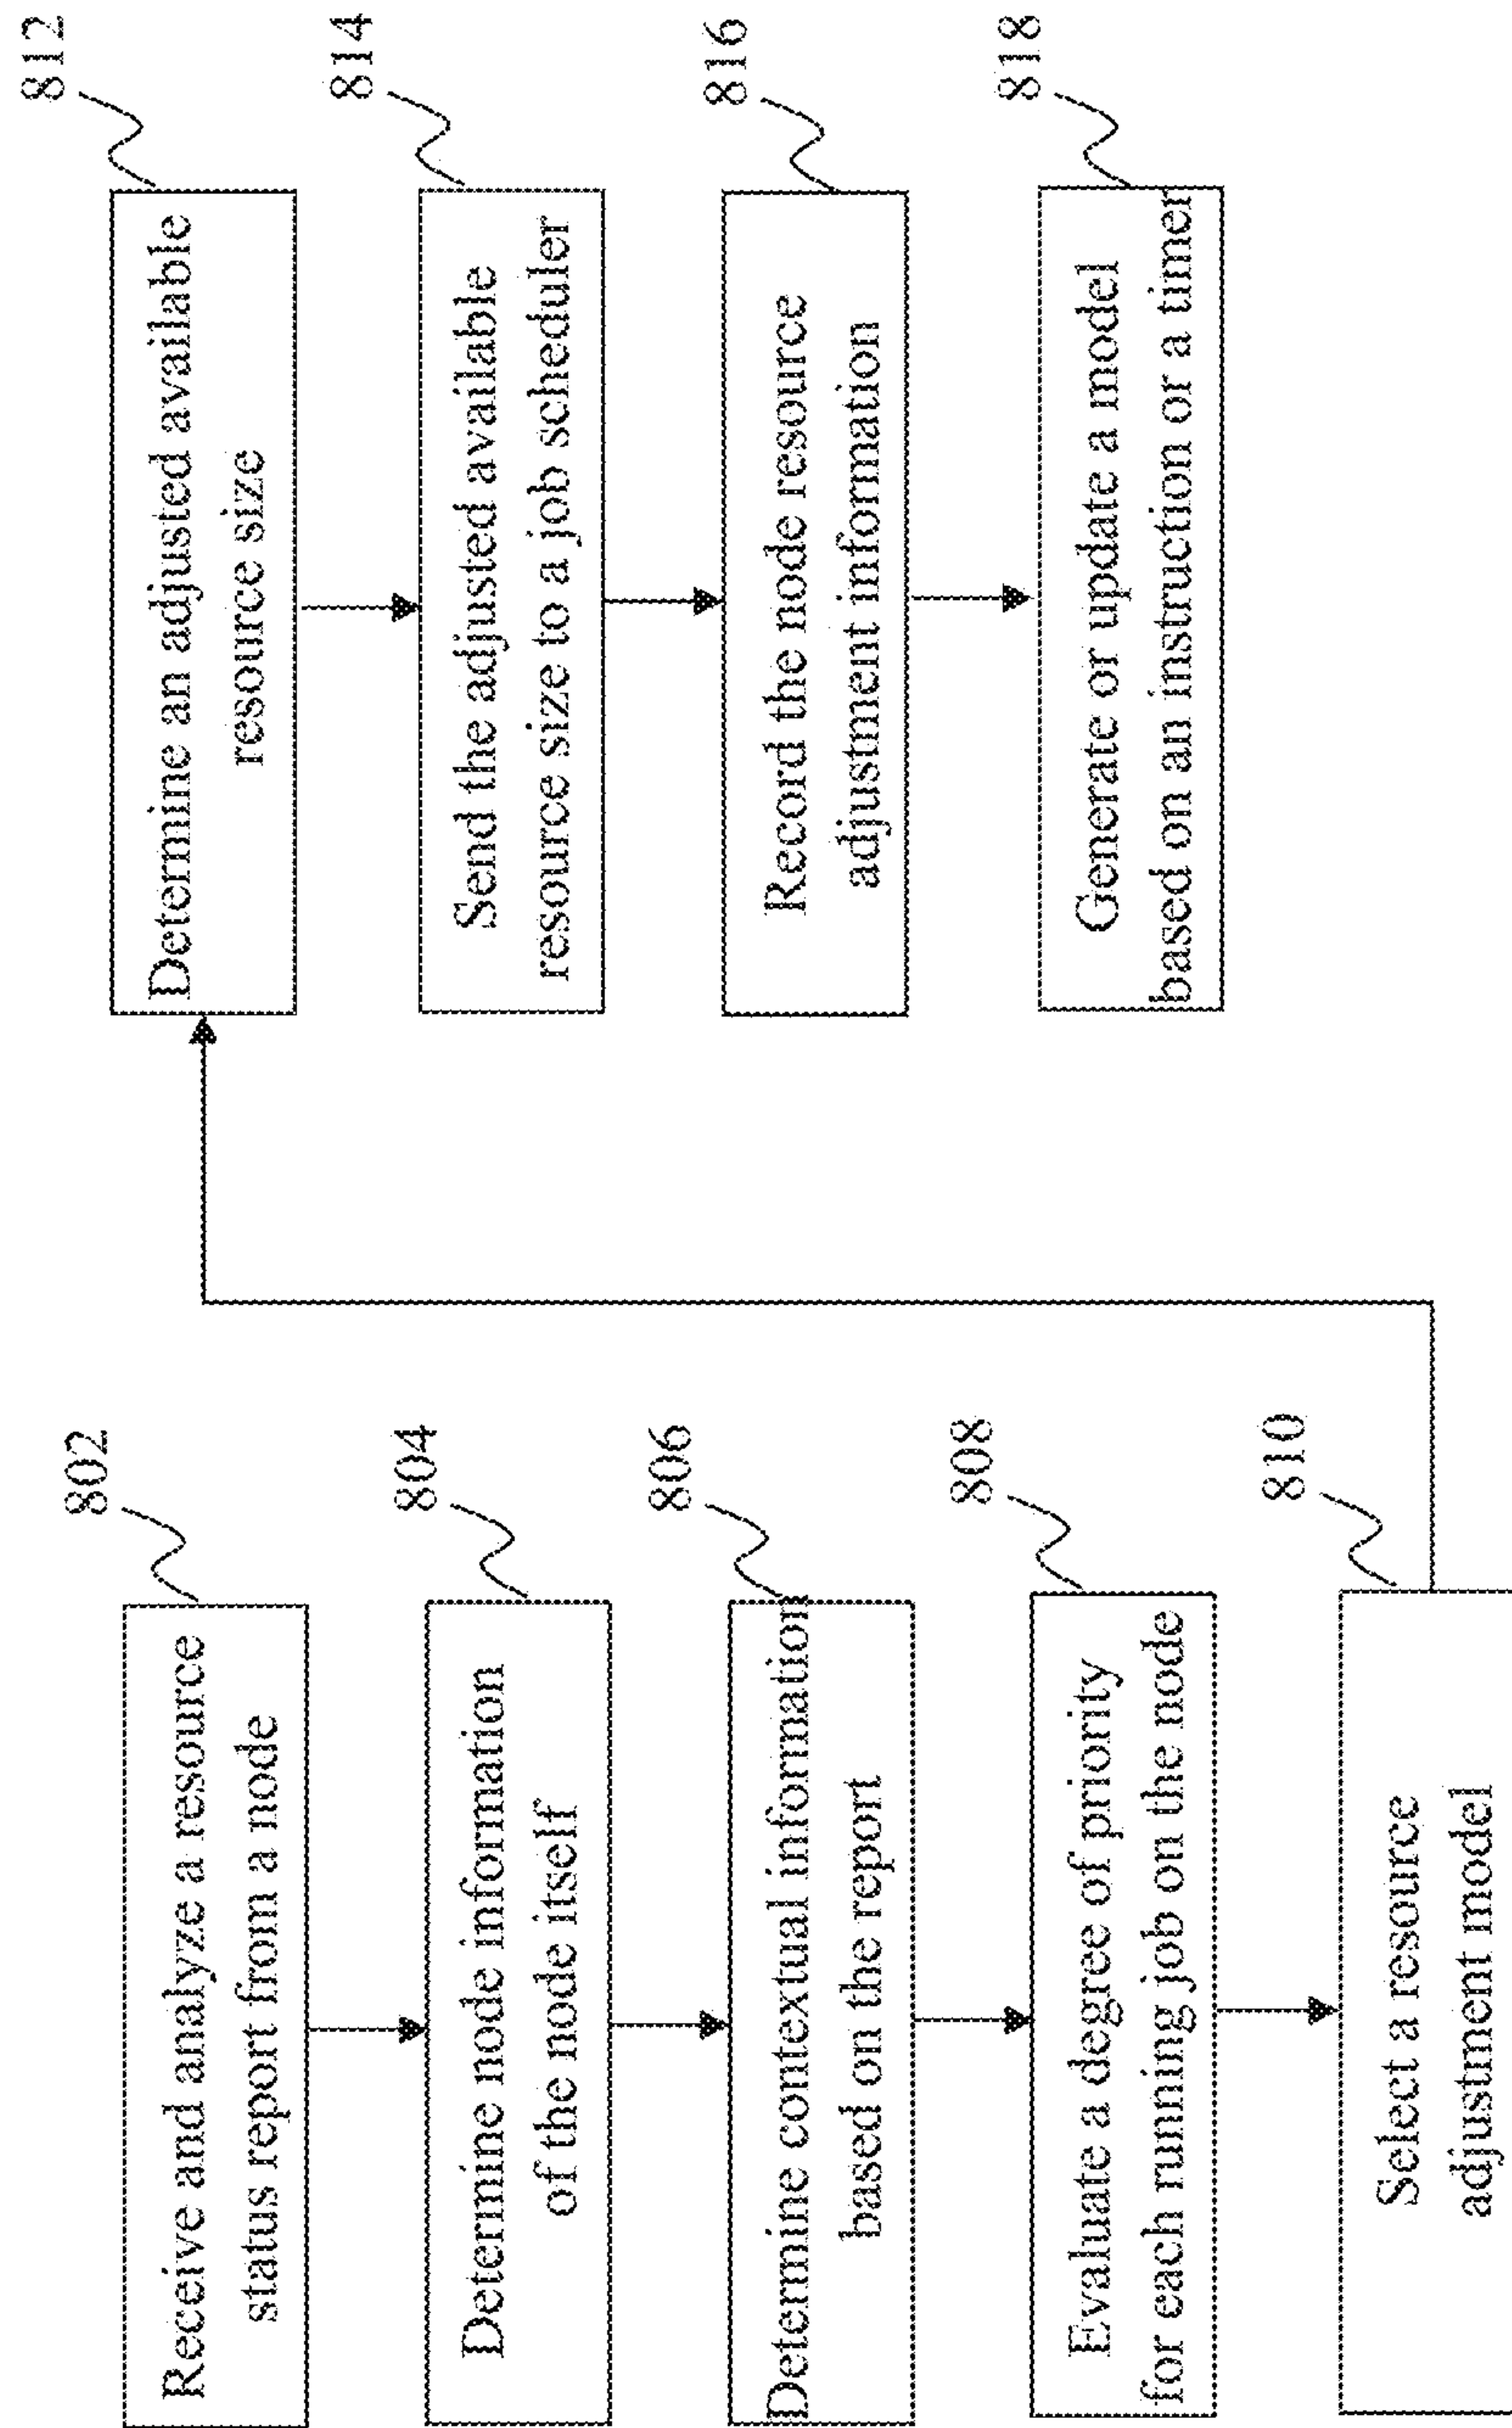 802
Receive and analyze a resource
status report from a node
804
Determine node information
of the node itself
806
Determine contextual information
based on the report
808
Evaluate a degree of priority
for each running job on the node
810
Select a resource
adjustment model
812
Determine an adjusted available
resource size
814
Send the adjusted available
resource size to a job scheduler
816
Record the node resource
adjustment information
818
Generate or update a model
based on an instruction or a timer